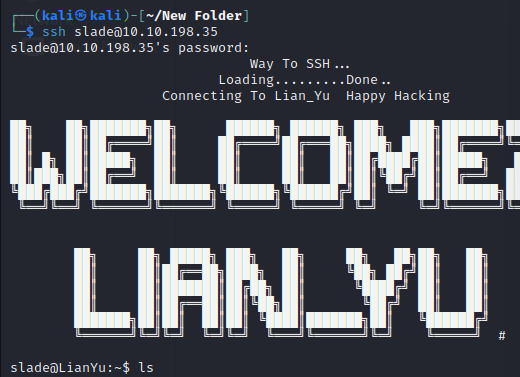 ┌──(kali㉿kali)-[~/New Folder]
└─$ ssh slade@10.10.198.35
slade@10.10.198.35's password:
Way To SSH...
Loading.........Done..
Connecting To Lian_Yu  Happy Hacking
WELCOME
LIAN_YU #
slade@LianYu:~$ ls